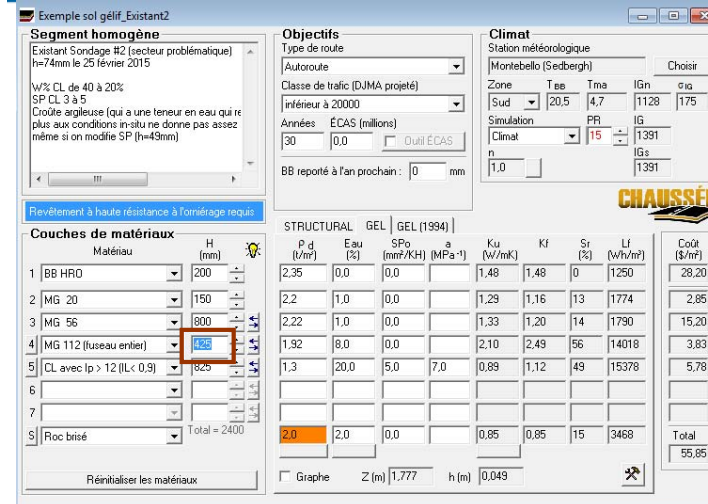 Exemple sol gélif_Existant2
Segment homogène
Existant Sondage #2 (secteur problématique)
h=74mm le 25 février 2015
W% CL de 40 à 20%
SP CL 3 à 5
Croûte argileuse (qui a une teneur en eau qui re
plus aux conditions in-situ ne donne pas assez
même si on modifie SP (h=49mm)
Revêtement à haute résistance à l'orniérage requis
Objectifs
Type de route
Autoroute
Classe de trafic (DJMA projeté)
inférieur à 20000
Années ÉCAS (millions)
30 0,0 Outil ÉCAS
BB reporté à l'an prochain : 0 mm
Climat
Station météorologique
Montebello (Sedbergh) Choisir
Zone TBB Tma IGn σIG
Sud 20,5 4,7 1128 175
Simulation PR IG
Climat 15 1391
n IGs
1,0 1391
CHAUSSÉE
Couches de matériaux
Matériau H (mm)
1 BB HRO 200
2 MG 20 150
3 MG 56 800
4 MG 112 (fuseau entier) 425
5 CL avec Ip > 12 (IL< 0,9) 825
6
7
S Roc brisé Total = 2400
Réinitialiser les matériaux
STRUCTURAL GEL GEL (1994)
Ρ d Eau SPo a Ku Kf Sr Lf Coût
(t/m³) (%) (mm²/KH) (MPa⁻¹) (W/mK) (%) (Wh/m³) ($/m²)
2,35 0,0 0,0 1,48 1,48 0 1250 28,20
2,2 1,0 0,0 1,29 1,16 13 1774 2,85
2,22 1,0 0,0 1,33 1,20 14 1790 15,20
1,92 8,0 0,0 2,10 2,49 56 14018 3,83
1,3 20,0 5,0 7,0 0,89 1,12 49 15378 5,78
2,0 2,0 0,0 0,85 0,85 15 3468 Total
55,85
Graphe Z (m) 1,777 h (m) 0,049